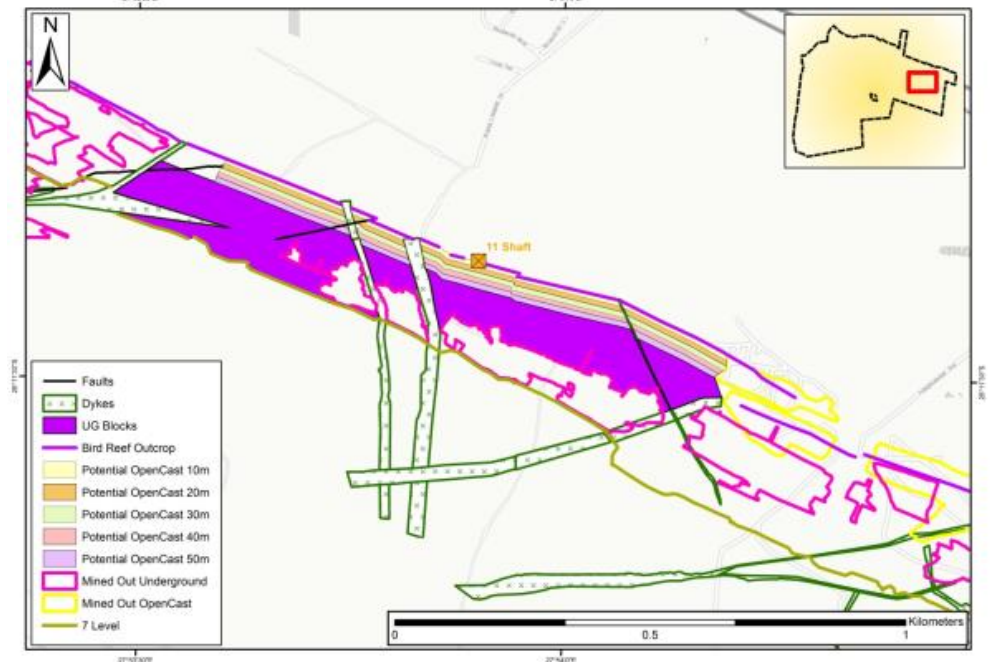 N
11 Shaft
Faults
Dykes
UG Blocks
Bird Reef Outcrop
Potential OpenCast 10m
Potential OpenCast 20m
Potential OpenCast 30m
Potential OpenCast 40m
Potential OpenCast 50m
Mined Out Underground
Mined Out OpenCast
7 Level
Kilometers
0 0.5 1